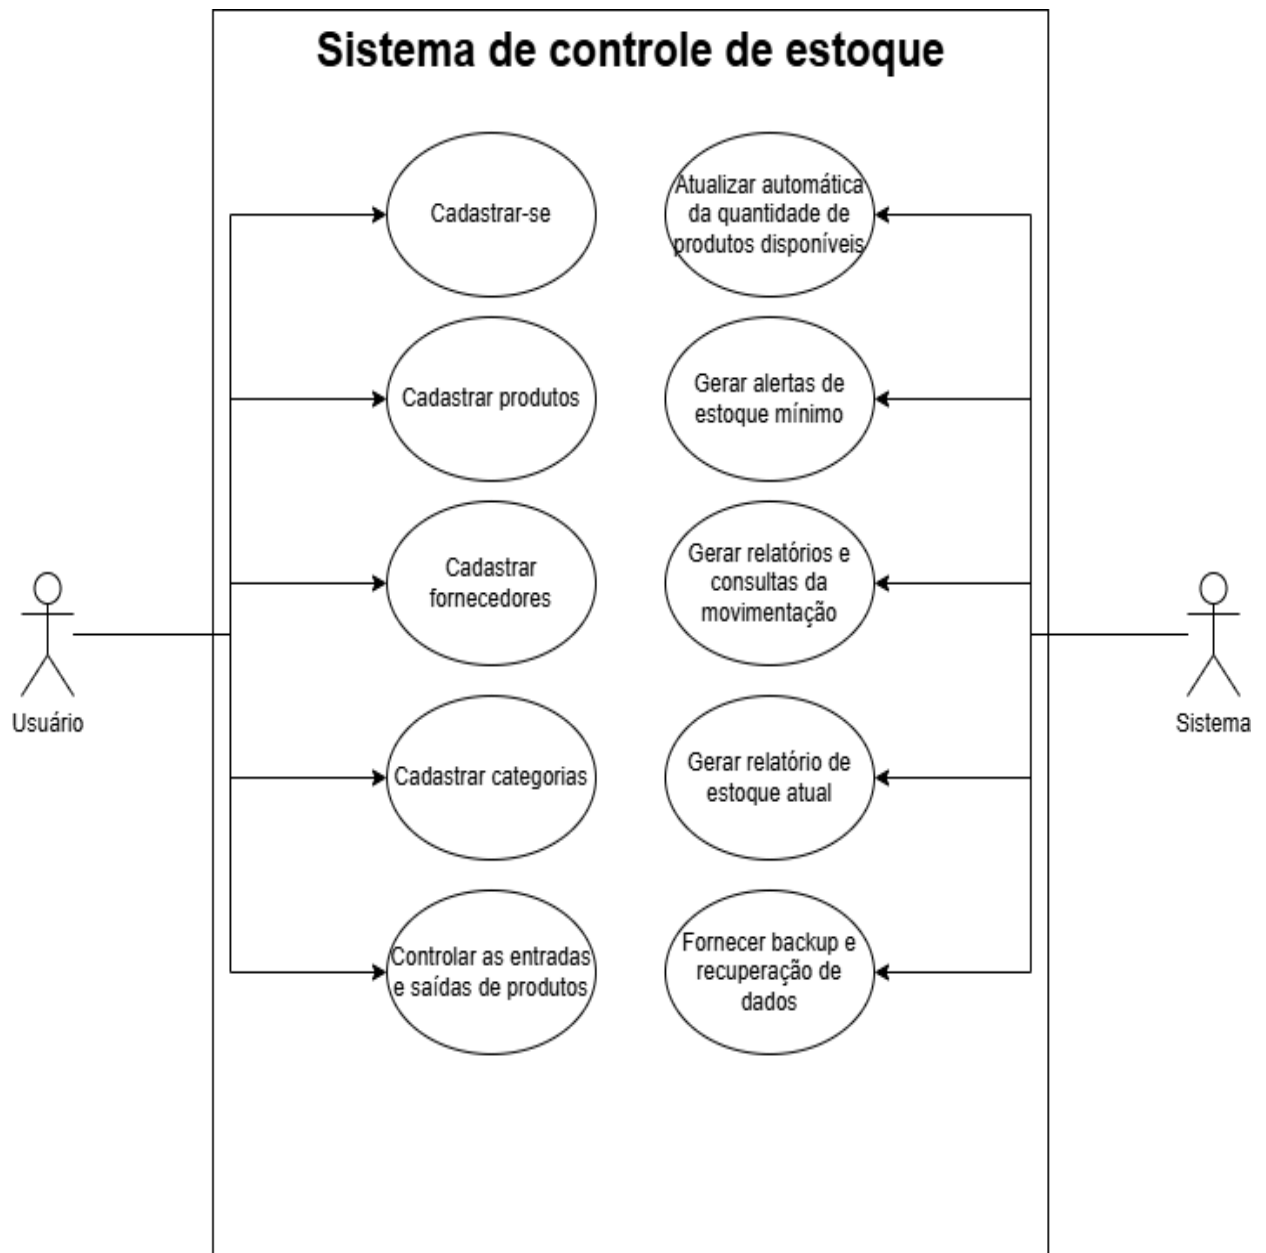 Sistema de controle de estoque
Cadastrar-se
Atualizar automática
da quantidade de
produtos disponíveis
Cadastrar produtos
Gerar alertas de
estoque mínimo
Cadastrar
fornecedores
Gerar relatórios e
consultas da
movimentação
Usuário
Sistema
Cadastrar categorias
Gerar relatório de
estoque atual
Controlar as entradas
e saídas de produtos
Fornecer backup e
recuperação de
dados